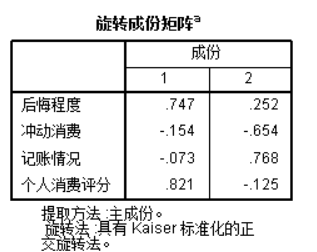 旋转成份矩阵a
成份
1 2
后悔程度 .747 .252
冲动消费 -.154 -.654
记账情况 -.073 .768
个人消费评分 .821 -.125
提取方法 :主成份。
旋转法 :具有 Kaiser 标准化的正
交旋转法。